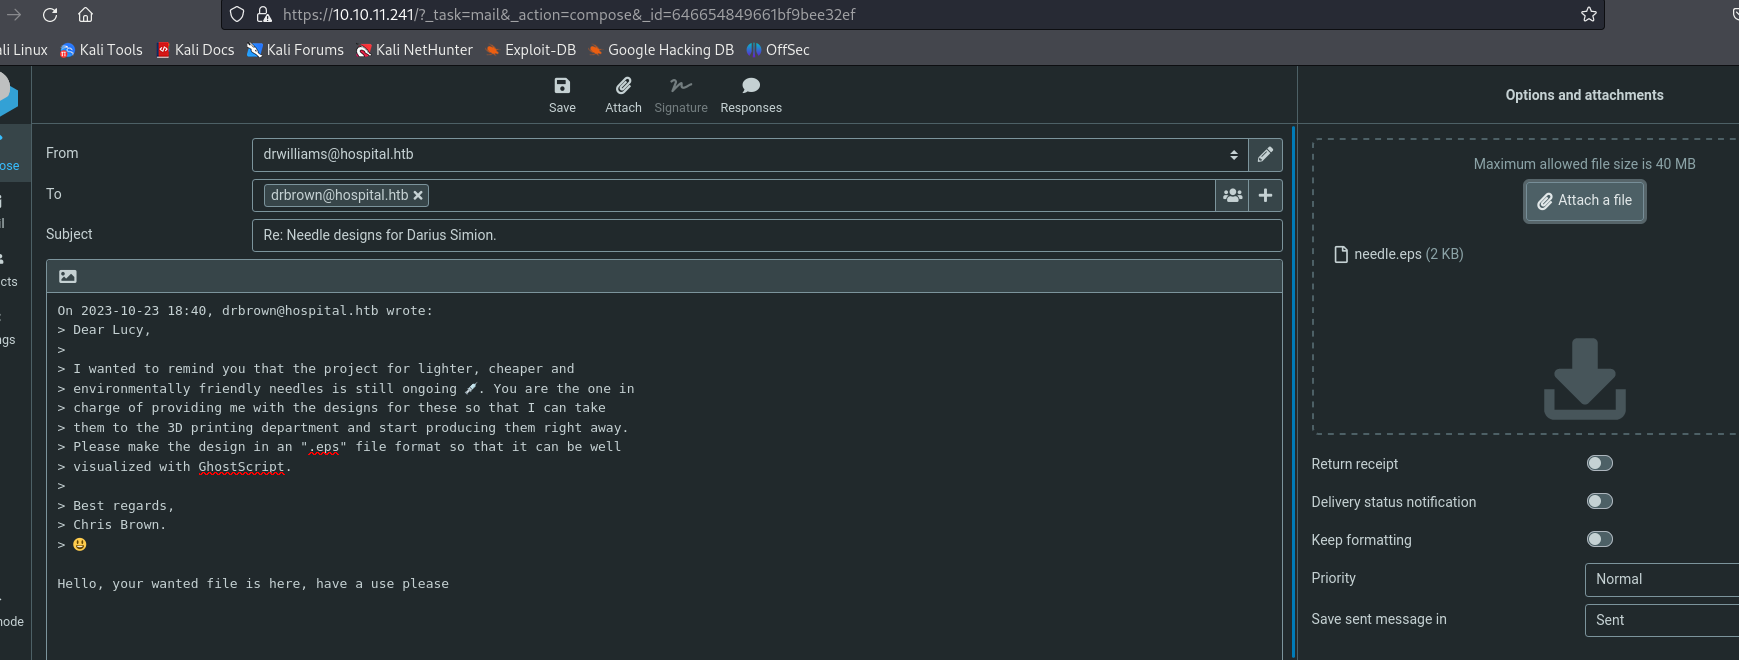 https://10.10.11.241/?_task=mail&_action=compose&_id=646654849661bf9bee32ef
ali Linux Kali Tools Kali Docs Kali Forums Kali NetHunter Exploit-DB Google Hacking DB OffSec
Save Attach Signature Responses
Options and attachments
From drwilliams@hospital.htb
To drbrown@hospital.htb
Subject Re: Needle designs for Darius Simion.
Maximum allowed file size is 40 MB
Attach a file
needle.eps (2 KB)
On 2023-10-23 18:40, drbrown@hospital.htb wrote:
> Dear Lucy,
>
> I wanted to remind you that the project for lighter, cheaper and
> environmentally friendly needles is still ongoing 💉. You are the one in
> charge of providing me with the designs for these so that I can take
> them to the 3D printing department and start producing them right away.
> Please make the design in an ".eps" file format so that it can be well
> visualized with GhostScript.
>
> Best regards,
> Chris Brown.
> 😃
Hello, your wanted file is here, have a use please
Return receipt
Delivery status notification
Keep formatting
Priority Normal
Save sent message in Sent
ose
cts
ngs
node